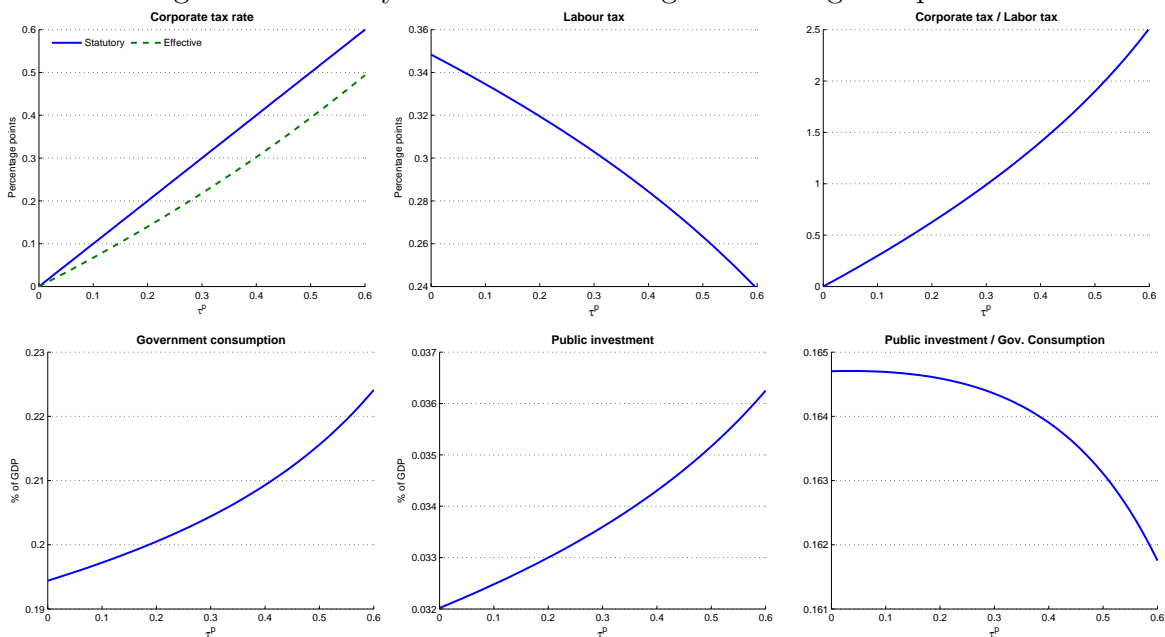 Corporate tax rate
Statutory
Effective
Percentage points
0.6
0.5
0.4
0.3
0.2
0.1
0
0 0.1 0.2 0.3 0.4 0.5 0.6
τp
Labour tax
Percentage points
0.36
0.34
0.32
0.3
0.28
0.26
0.24
0 0.1 0.2 0.3 0.4 0.5 0.6
τp
Corporate tax / Labor tax
2.5
2
1.5
1
0.5
0
0 0.1 0.2 0.3 0.4 0.5 0.6
τp
Government consumption
% of GDP
0.23
0.22
0.21
0.2
0.19
0 0.1 0.2 0.3 0.4 0.5 0.6
τp
Public investment
% of GDP
0.037
0.036
0.035
0.034
0.033
0.032
0 0.1 0.2 0.3 0.4 0.5 0.6
τp
Public investment / Gov. Consumption
0.165
0.164
0.163
0.162
0.161
0 0.1 0.2 0.3 0.4 0.5 0.6
τp